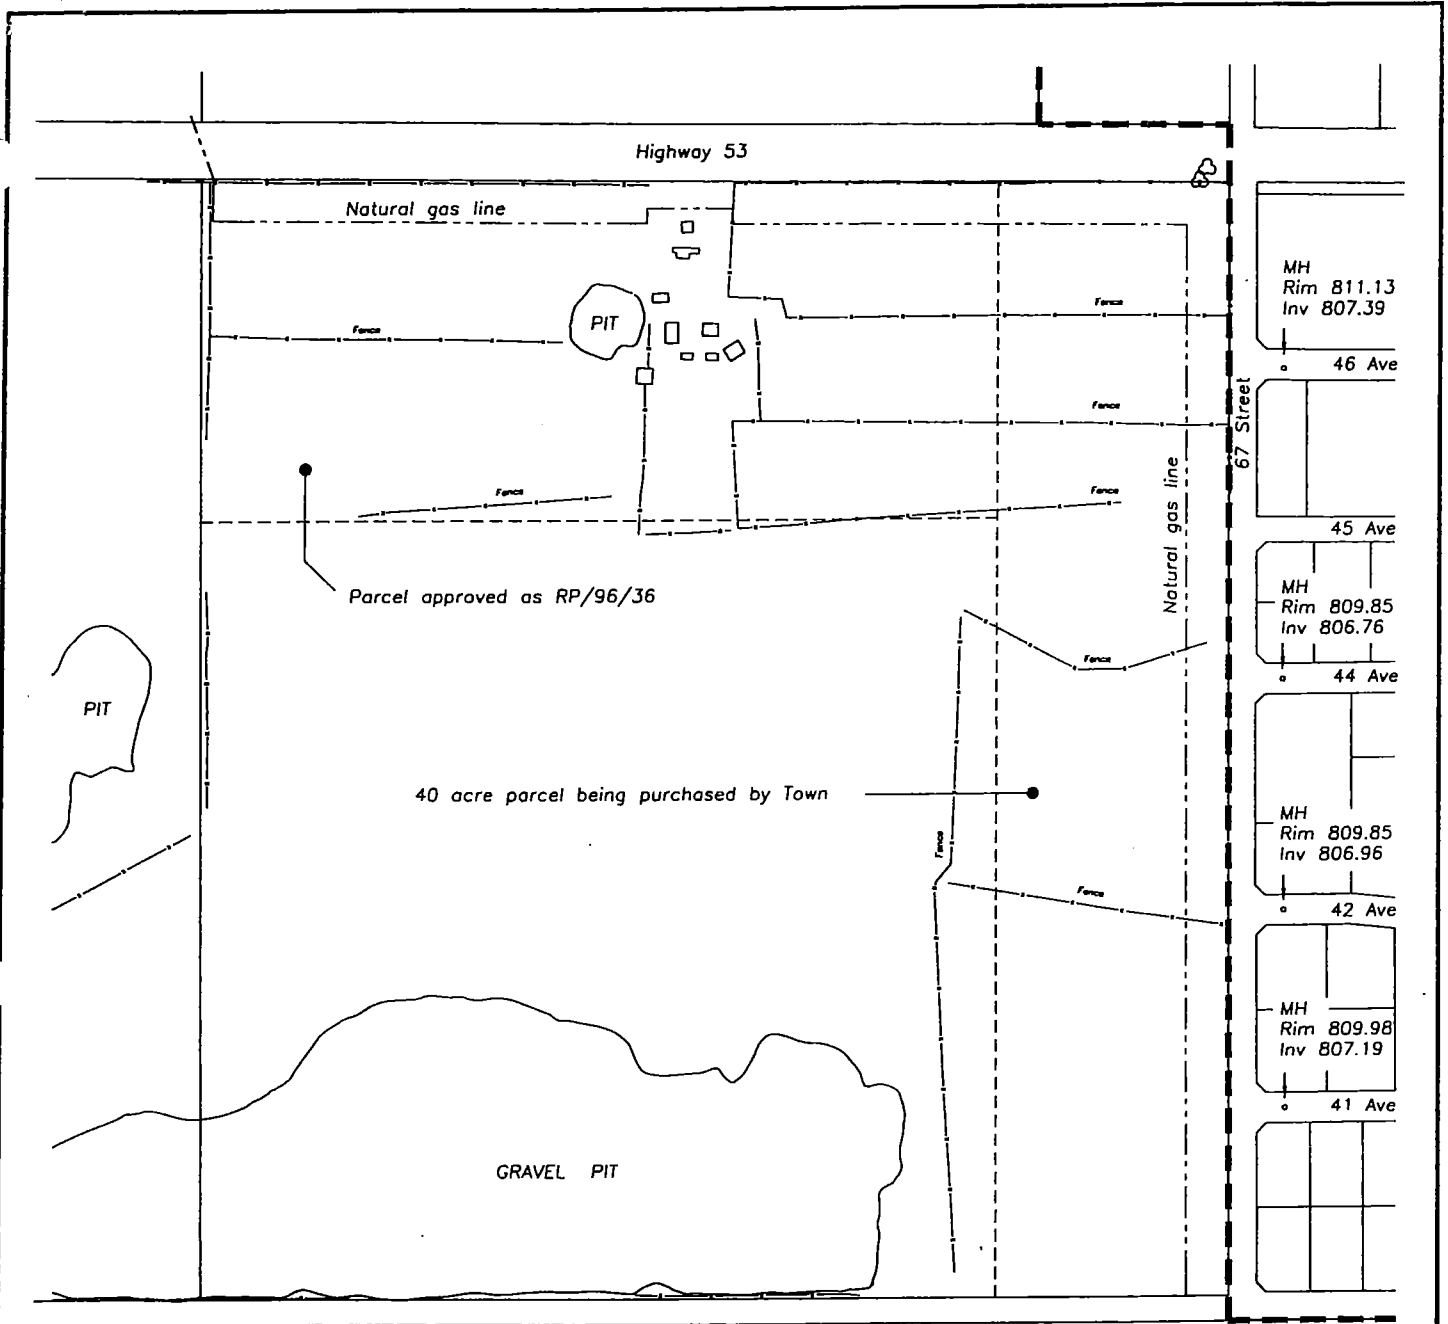 Highway 53
Natural gas line
MH
Rim 811.13
Inv 807.39
Fence
PIT
Fence
46 Ave
67 Street
Fence
Natural gas line
Fence
Fence
45 Ave
Parcel approved as RP/96/36
MH
Rim 809.85
Inv 806.76
Fence
44 Ave
PIT
40 acre parcel being purchased by Town
MH
Rim 809.85
Inv 806.96
Fence
Fence
42 Ave
MH
Rim 809.98
Inv 807.19
41 Ave
GRAVEL PIT